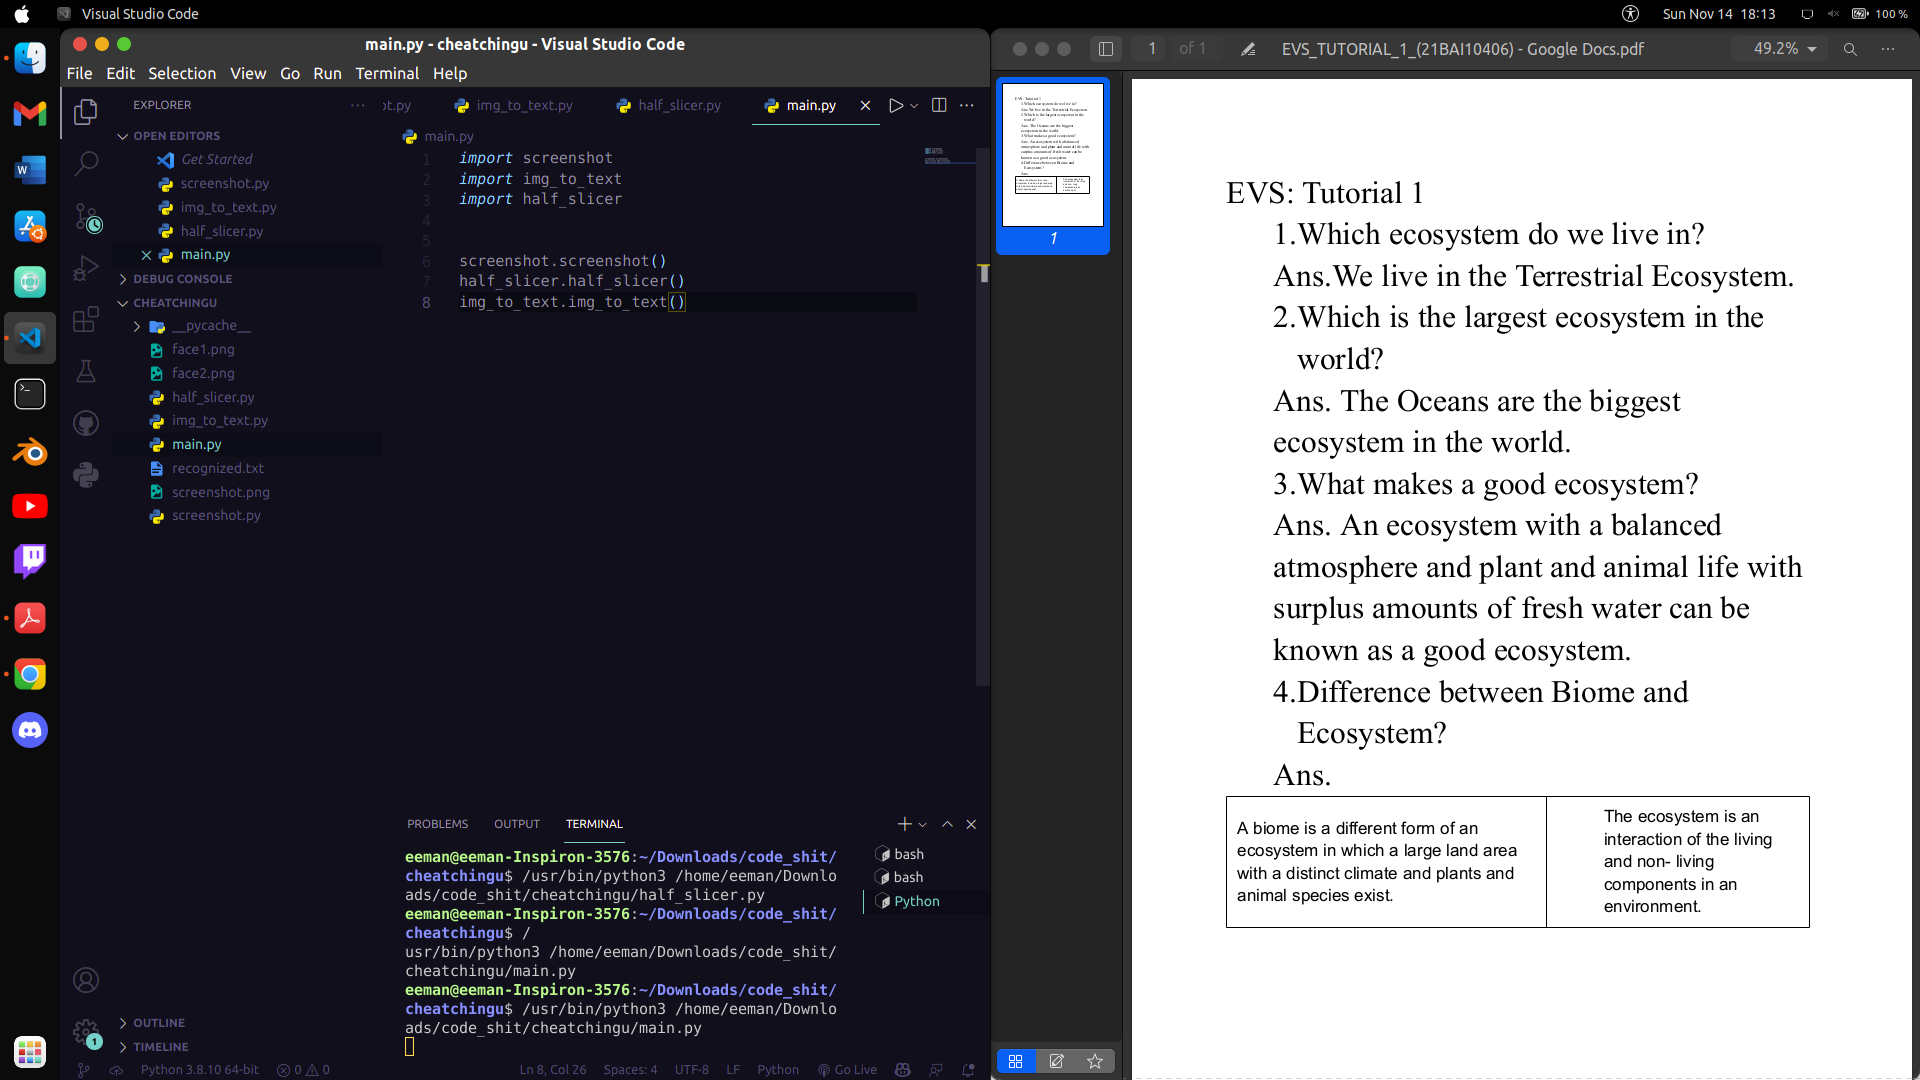 Visual Studio Code
Sun Nov 14 18:13
100 %
main.py - cheatchingu - Visual Studio Code
File Edit Selection View Go Run Terminal Help
EXPLORER
OPEN EDITORS
Get Started
screenshot.py
img_to_text.py
half_slicer.py
main.py
DEBUG CONSOLE
CHEATCHINGU
__pycache__
face1.png
face2.png
half_slicer.py
img_to_text.py
main.py
recognized.txt
screenshot.png
screenshot.py
OUTLINE
TIMELINE
ot.py img_to_text.py half_slicer.py main.py
main.py
1 import screenshot
2 import img_to_text
3 import half_slicer
4
5
6 screenshot.screenshot()
7 half_slicer.half_slicer()
8 img_to_text.img_to_text()
PROBLEMS OUTPUT TERMINAL
eeman@eeman-Inspiron-3576:~/Downloads/code_shit/
cheatchingu$ /usr/bin/python3 /home/eeman/Downlo
ads/code_shit/cheatchingu/half_slicer.py
eeman@eeman-Inspiron-3576:~/Downloads/code_shit/
cheatchingu$ /
usr/bin/python3 /home/eeman/Downloads/code_shit/
cheatchingu/main.py
eeman@eeman-Inspiron-3576:~/Downloads/code_shit/
cheatchingu$ /usr/bin/python3 /home/eeman/Downlo
ads/code_shit/cheatchingu/main.py
bash
bash
Python
1
Python 3.8.10 64-bit 0 0 Ln 8, Col 26 Spaces: 4 UTF-8 LF Python Go Live
1 of 1 EVS_TUTORIAL_1_(21BAI10406) - Google Docs.pdf 49.2%
1
EVS: Tutorial 1
1.Which ecosystem do we live in?
Ans.We live in the Terrestrial Ecosystem.
2.Which is the largest ecosystem in the
world?
Ans. The Oceans are the biggest
ecosystem in the world.
3.What makes a good ecosystem?
Ans. An ecosystem with a balanced
atmosphere and plant and animal life with
surplus amounts of fresh water can be
known as a good ecosystem.
4.Difference between Biome and
Ecosystem?
Ans.
A biome is a different form of an
ecosystem in which a large land area
with a distinct climate and plants and
animal species exist.
The ecosystem is an
interaction of the living
and non- living
components in an
environment.